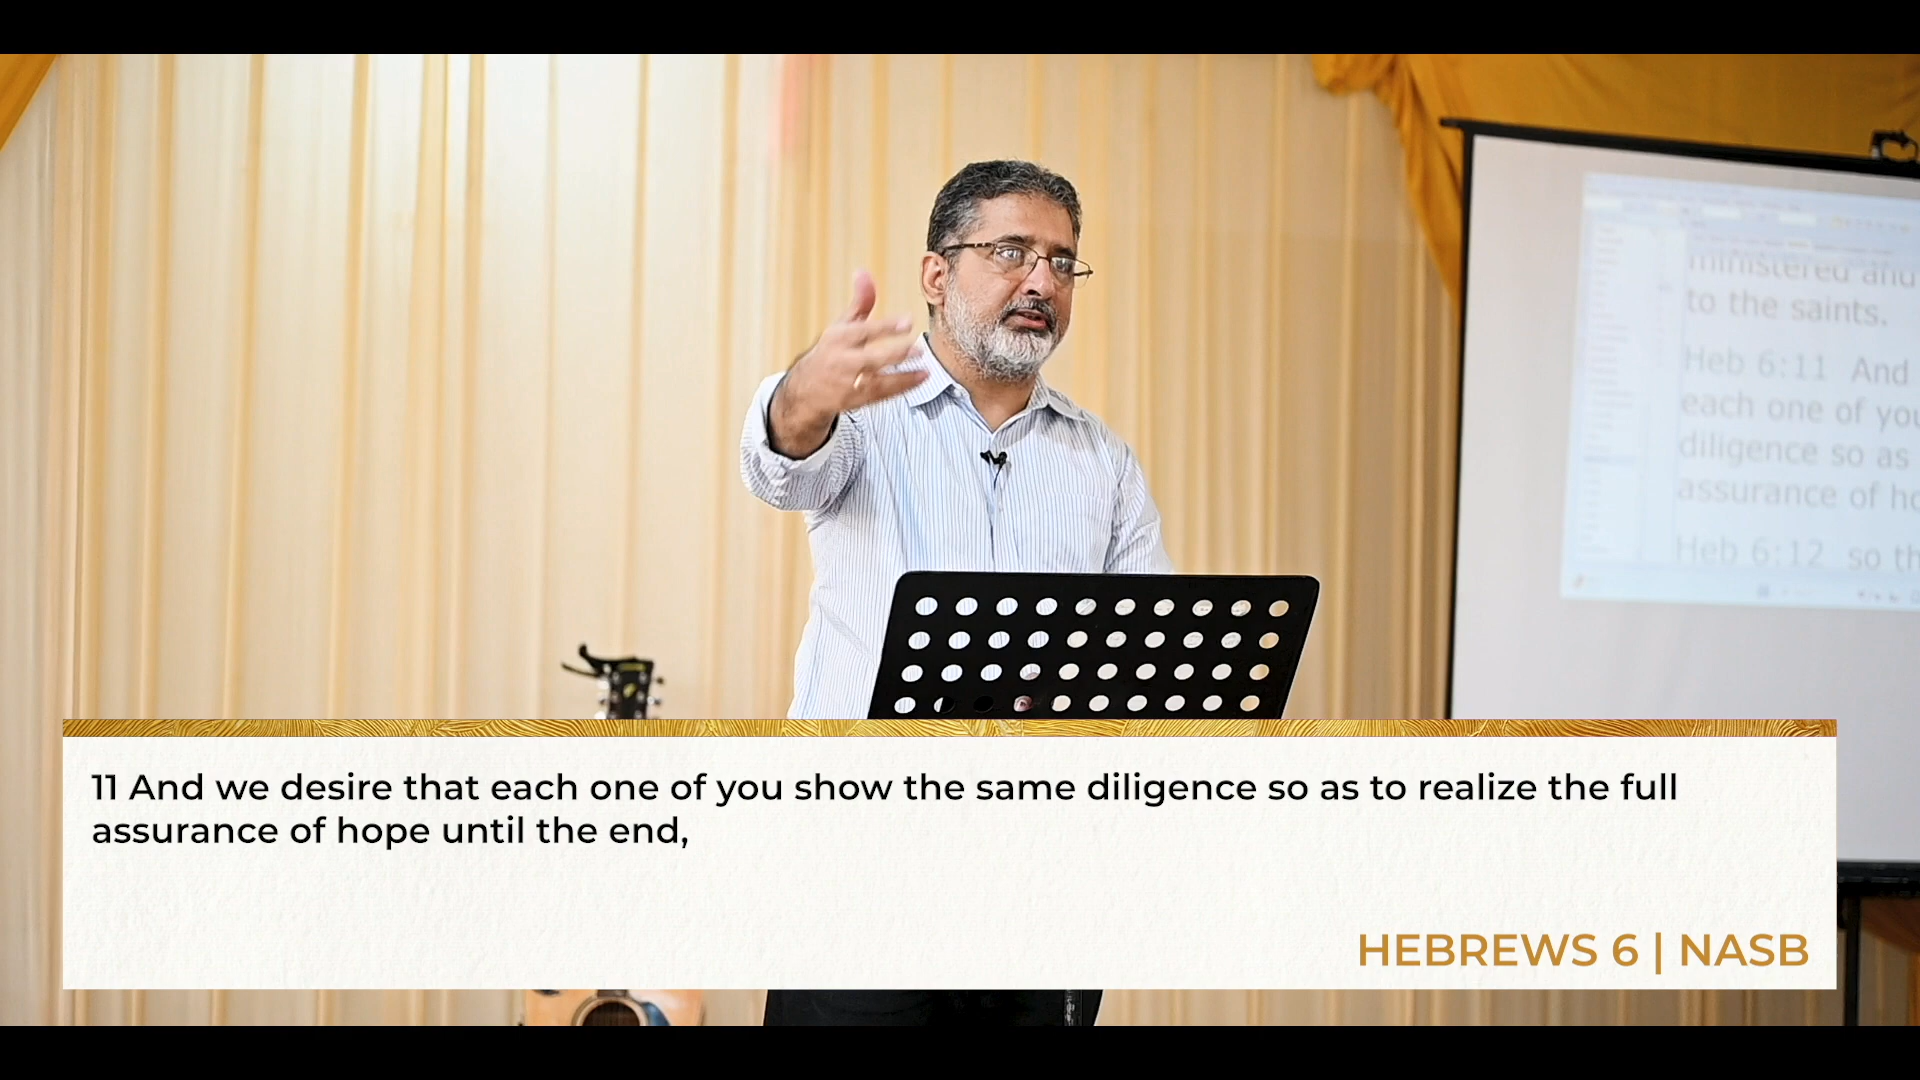 ministered and
to the saints.
Heb 6:11 And
each one of you
diligence so as
assurance of
Heb 6:12 so
11 And we desire that each one of you show the same diligence so as to realize the full
assurance of hope until the end,
HEBREWS 6 | NASB